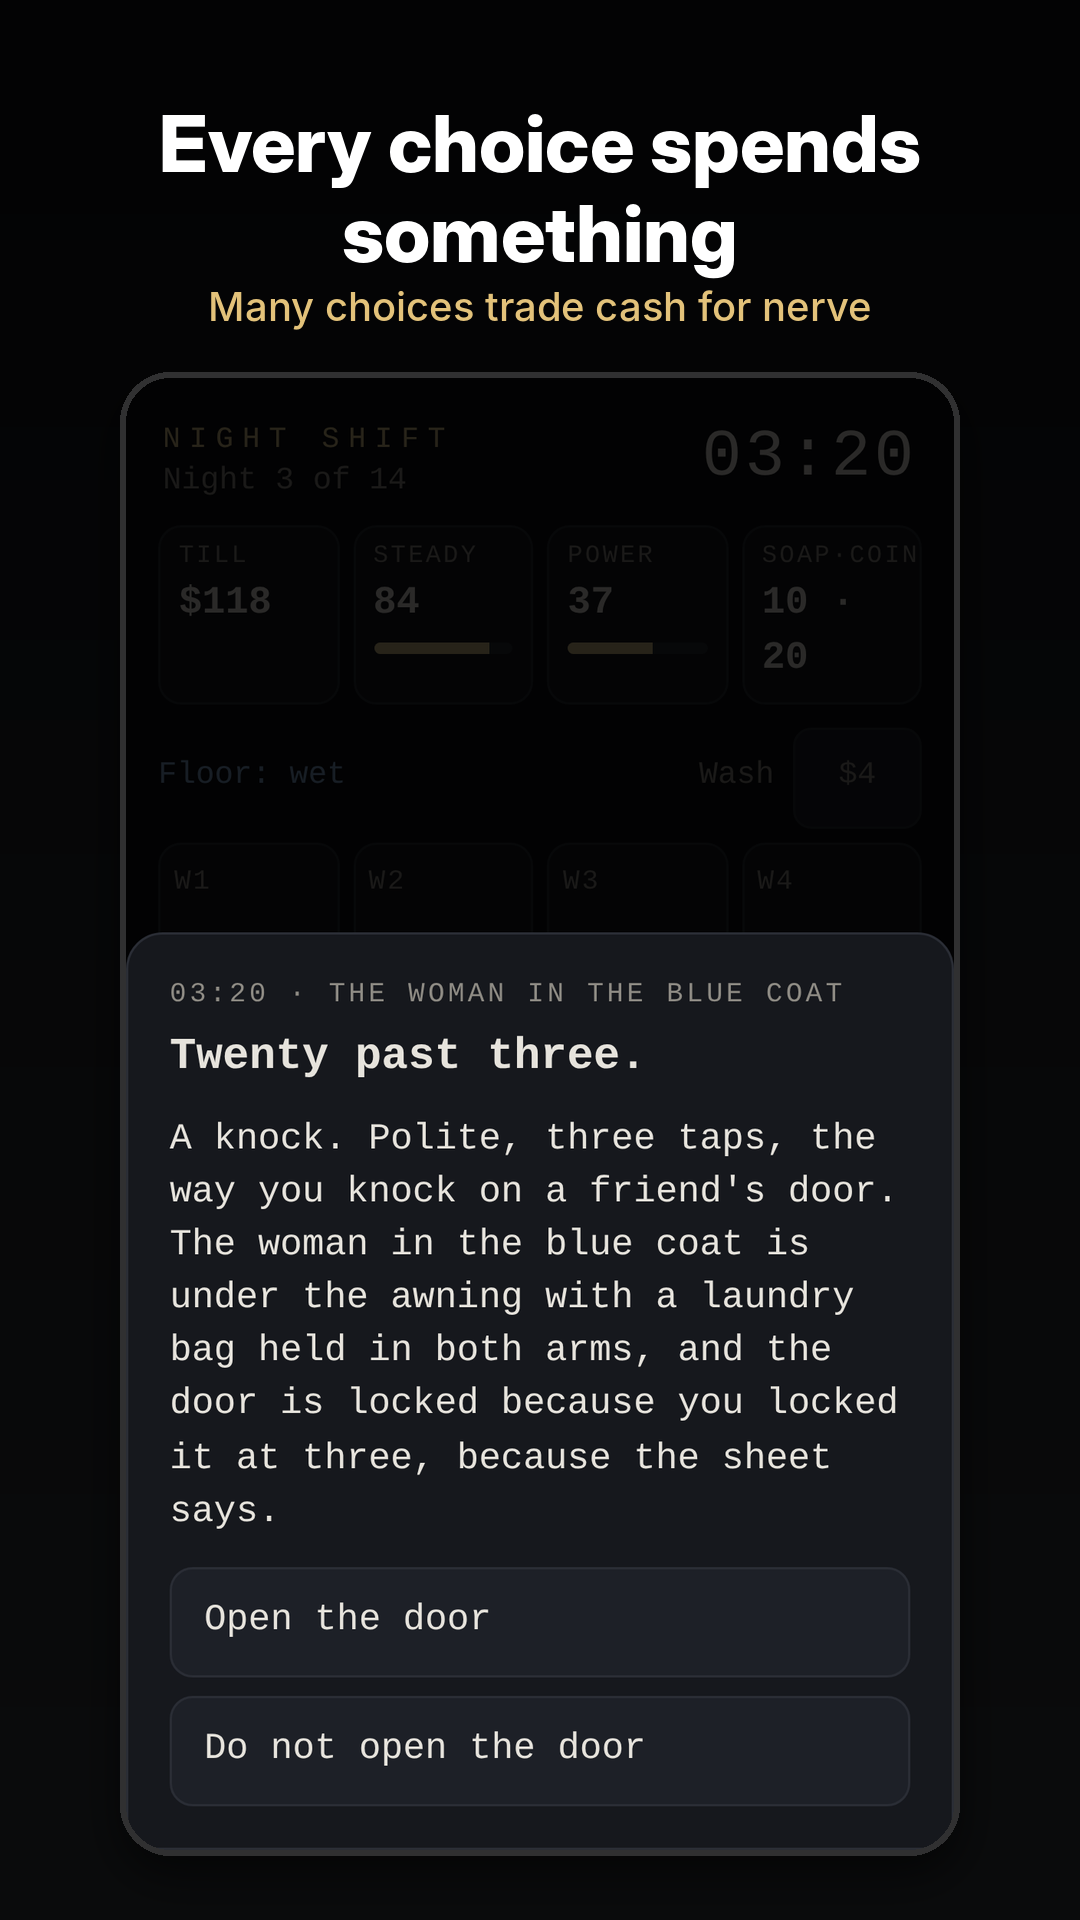 Every choice spends
something
Many choices trade cash for nerve
NIGHT SHIFT
03:20
Night 3 of 14
TILL
STEADY
POWER
SOAP·COIN
$118
84
37
10 ·
20
Floor: wet
Wash
$4
W1
W2
W3
W4
03:20 · THE WOMAN IN THE BLUE COAT
Twenty past three.
A knock. Polite, three taps, the
way you knock on a friend's door.
The woman in the blue coat is
under the awning with a laundry
bag held in both arms, and the
door is locked because you locked
it at three, because the sheet
says.
Open the door
Do not open the door